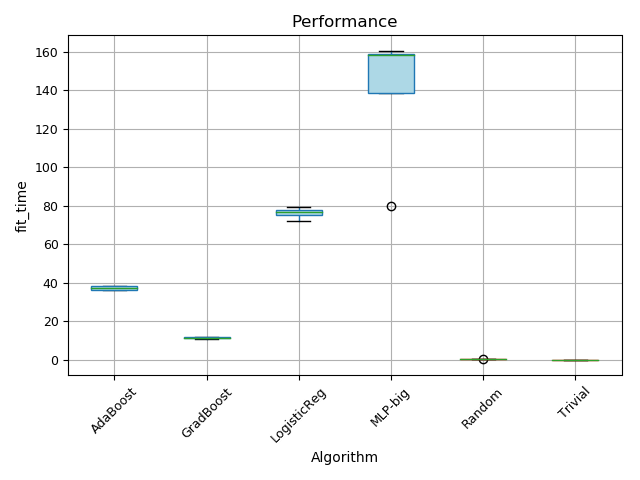 Performance
fit_time
160
140
120
100
80
60
40
20
0
AdaBoost
GradBoost
LogisticReg
MLP-big
Random
Trivial
Algorithm